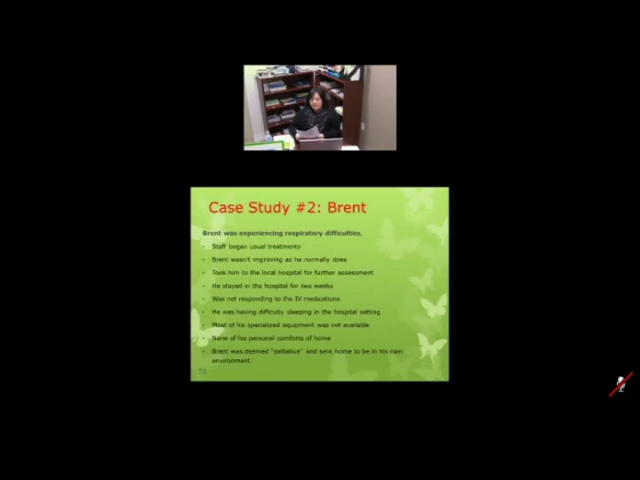 Case Study #2: Brent
Brent was experiencing respiratory difficulties.
Staff began usual treatments
Brent wasn't improving as he normally does
Took him to the local hospital for further assessment
He stayed in the hospital for two weeks
Was not responding to the IV medications
He was having difficulty sleeping in the hospital setting
Most of his specialized equipment was not available
None of his personal comforts of home
Brent was deemed "palliative" and sent home to be in his own
environment.